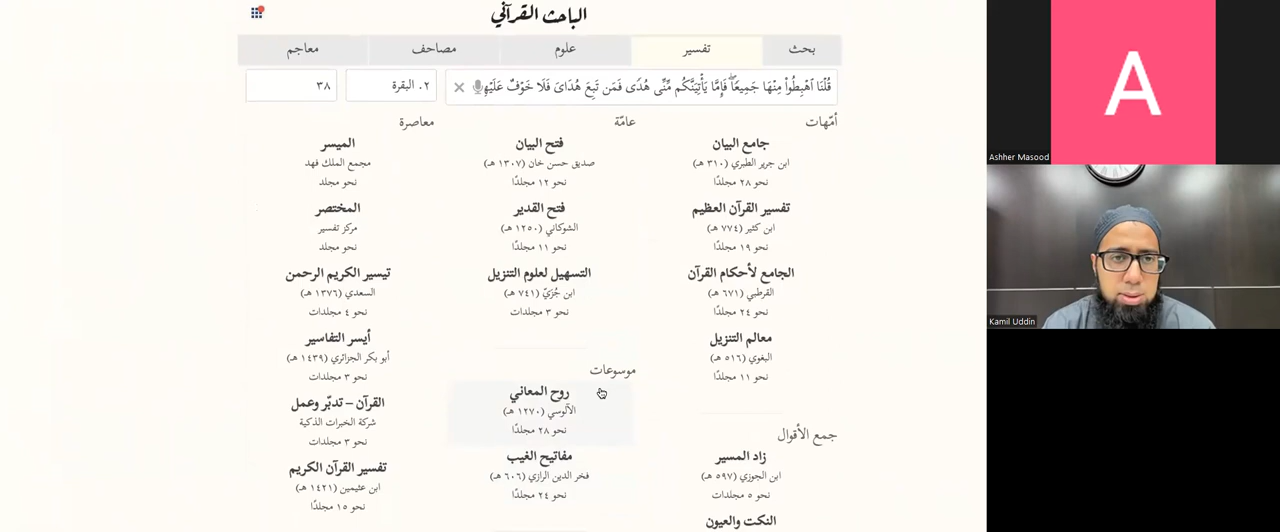 الباحث القرآني
بحث
تفسير
علوم
مصاحف
معاجم
قُلْنَا ٱهْبِطُوا۟ مِنْهَا جَمِيعًۭا ۖ فَإِمَّا يَأْتِيَنَّكُم مِّنِّى هُدًۭى فَمَن تَبِعَ هُدَاىَ فَلَا خَوْفٌ عَلَيْهِ
٢. البقرة
٣٨
أمّهات
جامع البيان
ابن جرير الطبري (٣١٠ هـ)
نحو ٢٨ مجلدًا
تفسير القرآن العظيم
ابن كثير (٧٧٤ هـ)
نحو ١٩ مجلدًا
الجامع لأحكام القرآن
القرطبي (٦٧١ هـ)
نحو ٢٤ مجلدًا
معالم التنزيل
البغوي (٥١٦ هـ)
نحو ١١ مجلدًا
جمع الأقوال
زاد المسير
ابن الجوزي (٥٩٧ هـ)
نحو ٥ مجلدات
النكت والعيون
عامّة
فتح البيان
صديق حسن خان (١٣٠٧ هـ)
نحو ١٢ مجلدًا
فتح القدير
الشوكاني (١٢٥٠ هـ)
نحو ١١ مجلدًا
التسهيل لعلوم التنزيل
ابن جُزَيّ (٧٤١ هـ)
نحو ٣ مجلدات
موسوعات
روح المعاني
الآلوسي (١٢٧٠ هـ)
نحو ٢٨ مجلدًا
مفاتيح الغيب
فخر الدين الرازي (٦٠٦ هـ)
نحو ٢٤ مجلدًا
معاصرة
الميسر
مجمع الملك فهد
نحو مجلد
المختصر
مركز تفسير
نحو مجلد
تيسير الكريم الرحمن
السعدي (١٣٧٦ هـ)
نحو ٤ مجلدات
أيسر التفاسير
أبو بكر الجزائري (١٤٣٩ هـ)
نحو ٣ مجلدات
القرآن – تدبّر وعمل
شركة الخبرات الذكية
نحو ٣ مجلدات
تفسير القرآن الكريم
ابن عثيمين (١٤٢١ هـ)
نحو ١٥ مجلدًا
A
Ashher Masood
Kamil Uddin